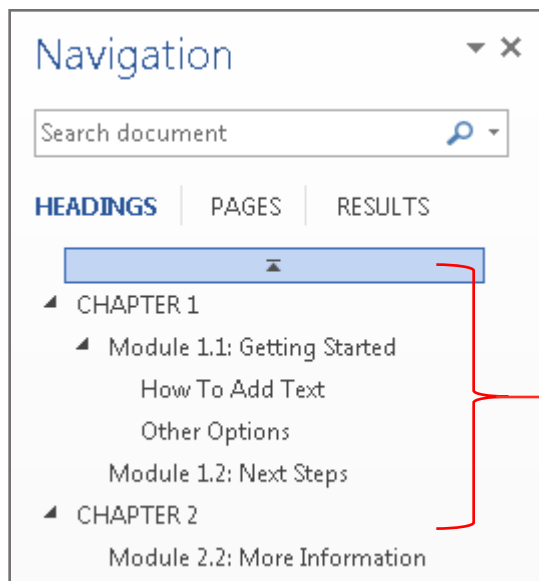 Navigation
Search document
HEADINGS PAGES RESULTS
CHAPTER 1
Module 1.1: Getting Started
How To Add Text
Other Options
Module 1.2: Next Steps
CHAPTER 2
Module 2.2: More Information